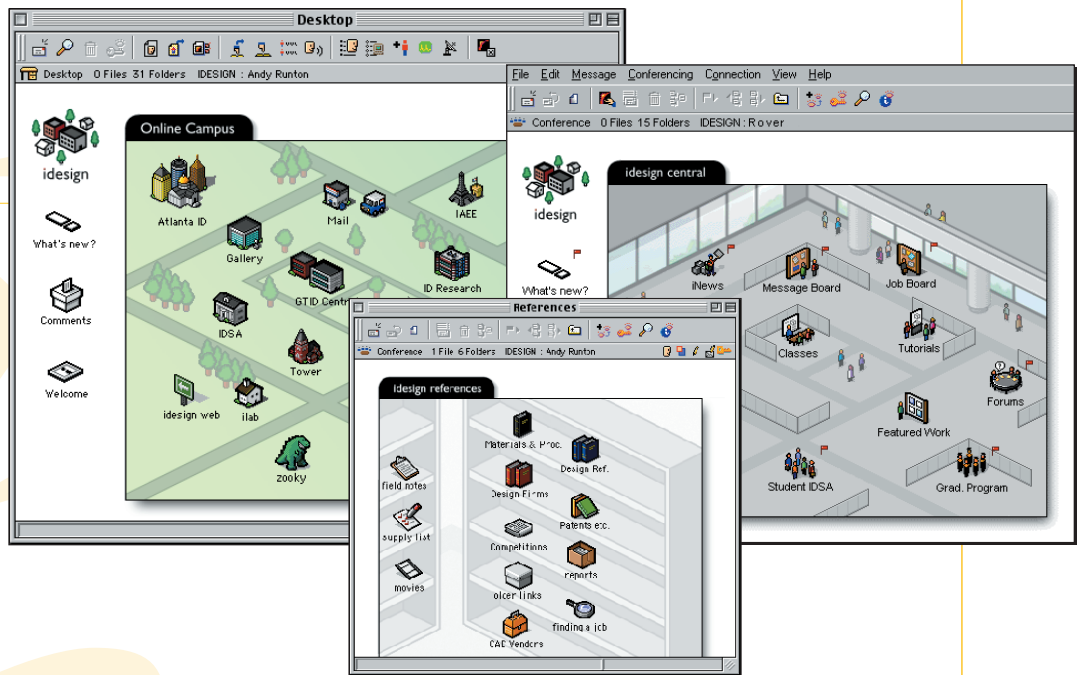 Desktop
Desktop 0 Files 31 Folders IDESIGN : Andy Runton
idesign
What's new?
Comments
Welcome
Online Campus
Atlanta ID
Mail
IAEE
Gallery
ID Research
GTID Centr
IDSA
Tower
idesign web
ilab
zooky
File Edit Message Conferencing Connection View Help
Conference 0 Files 15 Folders IDESIGN : Rover
idesign
What's new?
idesign central
iNews
Message Board
Job Board
Classes
Tutorials
Forums
Featured Work
Student IDSA
Grad. Program
References
Conference 1 File 6 Folders IDESIGN : Andy Runton
idesign references
Materials & Proc.
Design Ref.
field notes
Design Firms
supply list
Patents etc.
Competitions
movies
reports
older links
finding a job
CAD Vendors